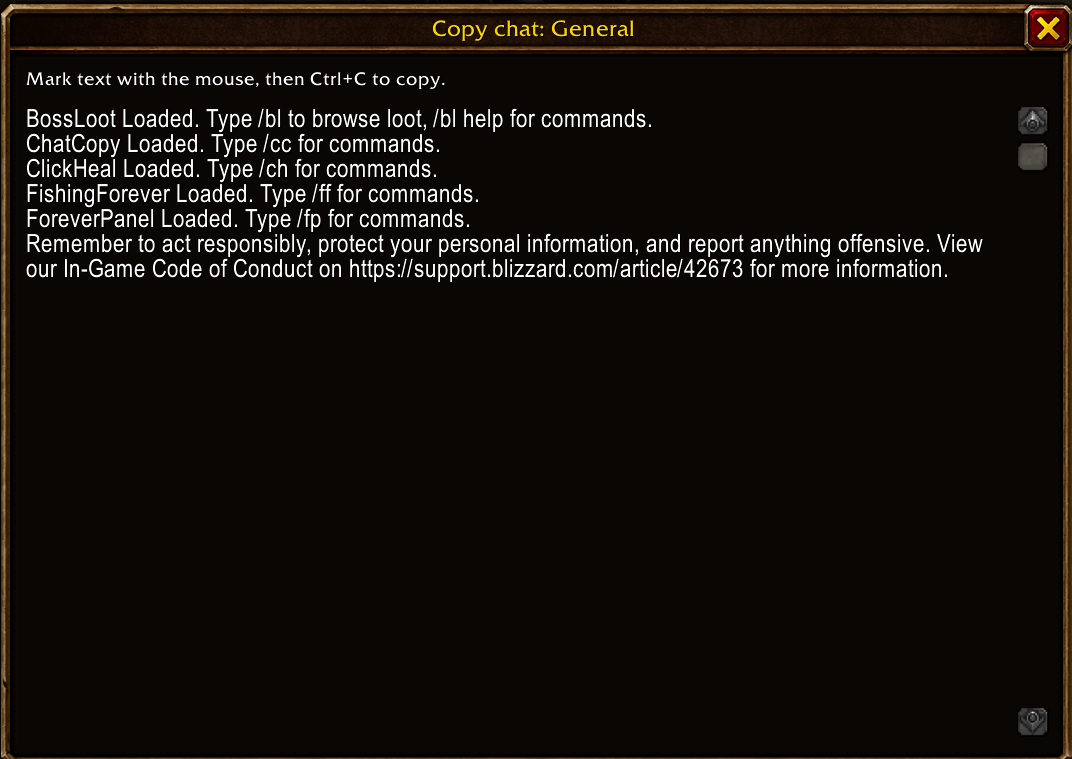 Copy chat: General
Mark text with the mouse, then Ctrl+C to copy.
BossLoot Loaded. Type /bl to browse loot, /bl help for commands.
ChatCopy Loaded. Type /cc for commands.
ClickHeal Loaded. Type /ch for commands.
FishingForever Loaded. Type /ff for commands.
ForeverPanel Loaded. Type /fp for commands.
Remember to act responsibly, protect your personal information, and report anything offensive. View
our In-Game Code of Conduct on https://support.blizzard.com/article/42673 for more information.